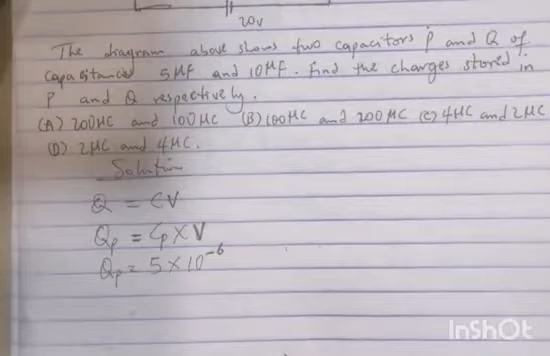 20V
The diagram above shows two capacitors P and Q of
capacitances 5μF and 10μF. Find the charges stored in
P and Q respectively.
(A) 200μC and 100μC (B) 100μC and 200μC (C) 4μC and 2μC
(D) 2μC and 4μC.
Solution
Q = CV
Qp = Cp X V
Qp = 5 X 10⁻⁶
InShOt